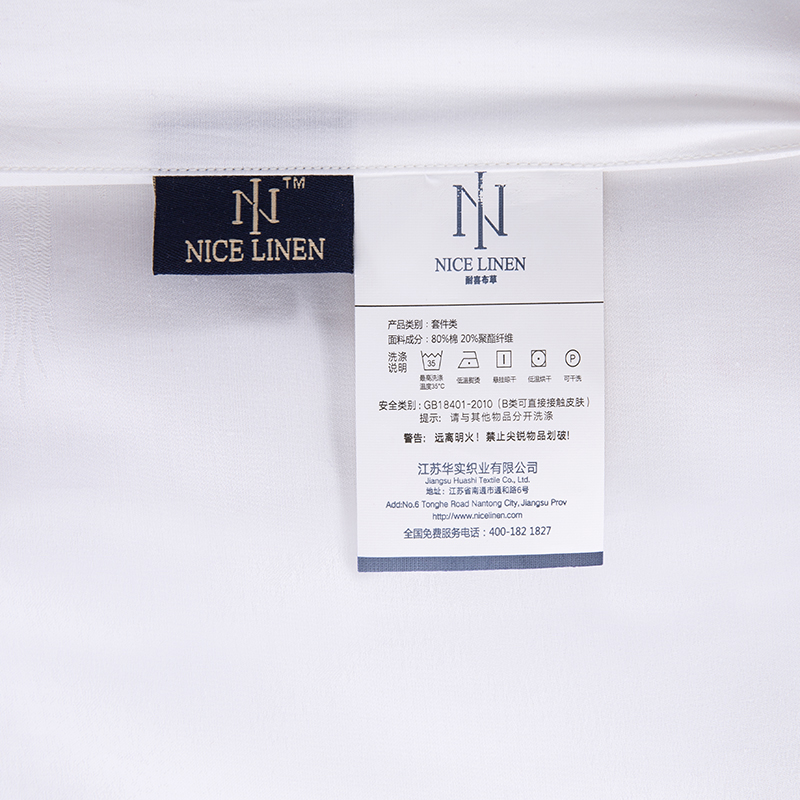 TM
NICE LINEN
NICE LINEN
耐喜布草
产品类别：套件类
面料成分：80%棉 20%聚酯纤维
洗涤
说明
35
P
最高洗涤
温度35°C
低温熨烫
悬挂晾干
低温烘干
可干洗
安全类别：GB18401-2010（B类可直接接触皮肤）
提示：请与其他物品分开洗涤
警告：远离明火！禁止尖锐物品划破!
江苏华实织业有限公司
Jiangsu Huashi Textile Co., Ltd.
地址：江苏省南通市通和路6号
Add:No.6 Tonghe Road Nantong City, Jiangsu Prov
http://www.nicelinen.com
全国免费服务电话：400-182 1827